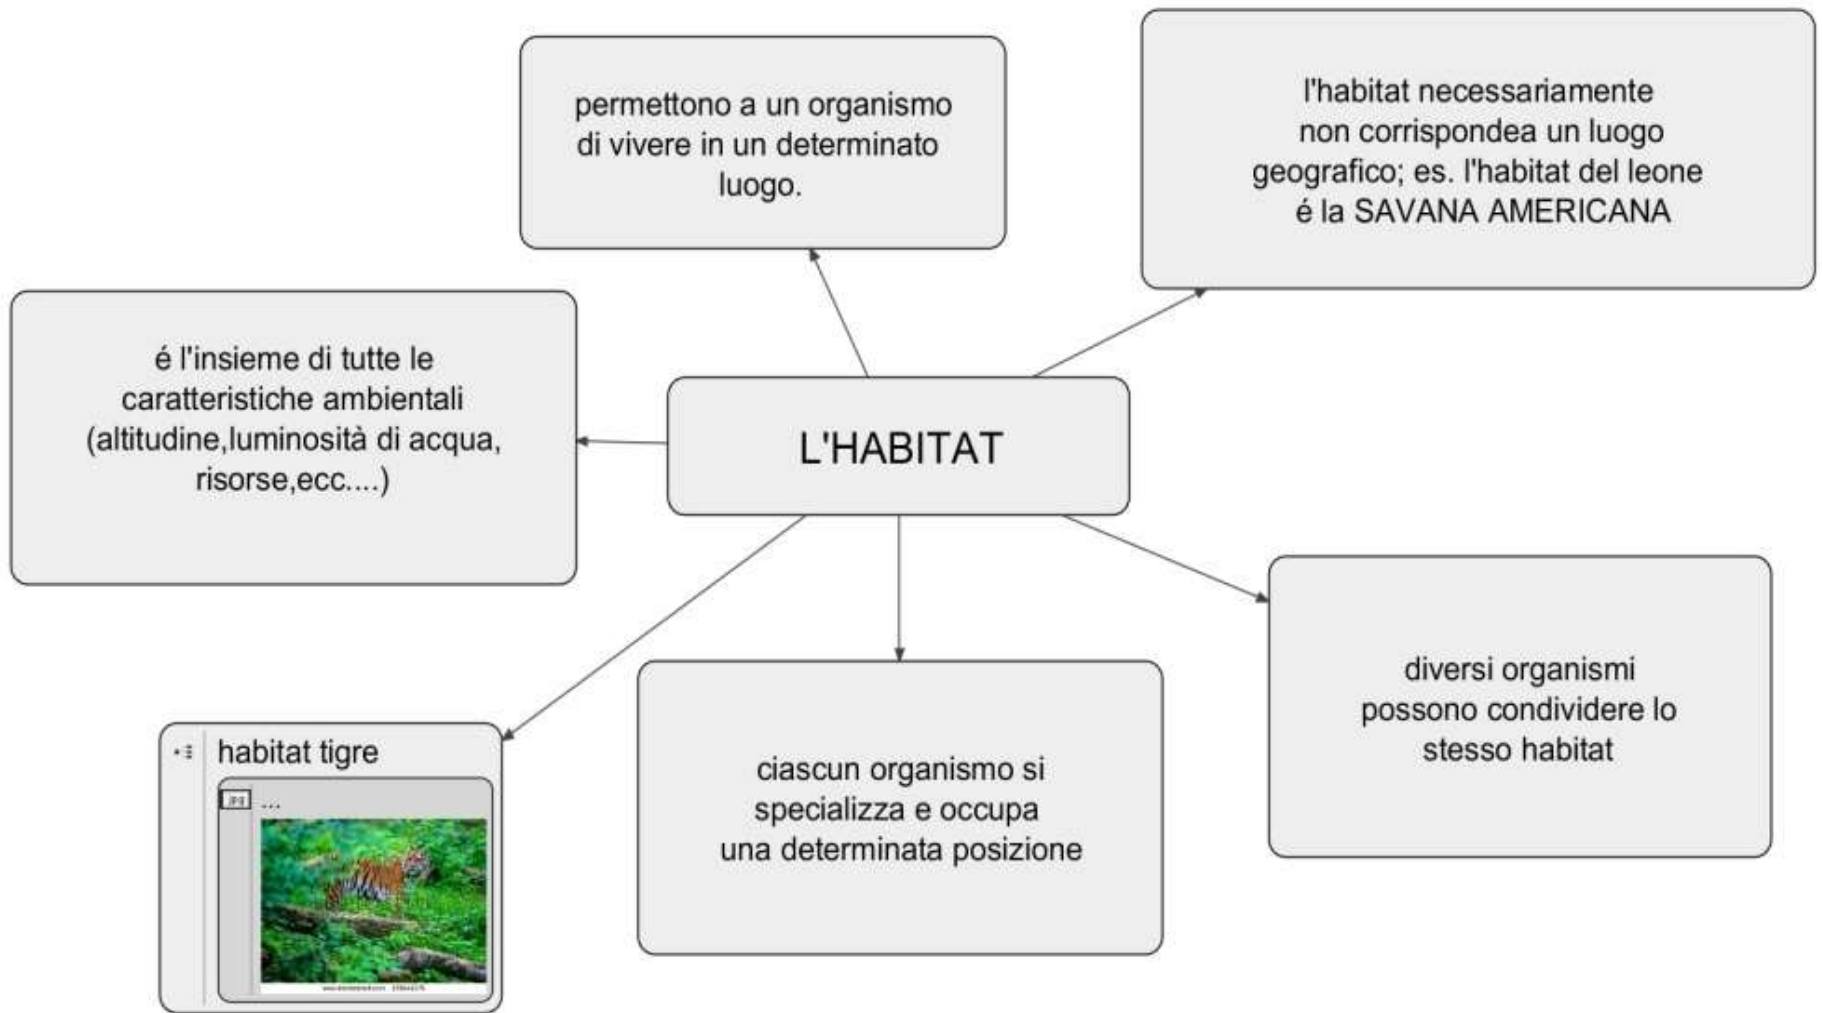 permettono a un organismo
di vivere in un determinato
luogo.
l'habitat necessariamente
non corrispondea un luogo
geografico; es. l'habitat del leone
é la SAVANA AMERICANA
é l'insieme di tutte le
caratteristiche ambientali
(altitudine,luminosità di acqua,
risorse,ecc....)
L'HABITAT
diversi organismi
possono condividere lo
stesso habitat
ciascun organismo si
specializza e occupa
una determinata posizione
habitat tigre
jpg ...